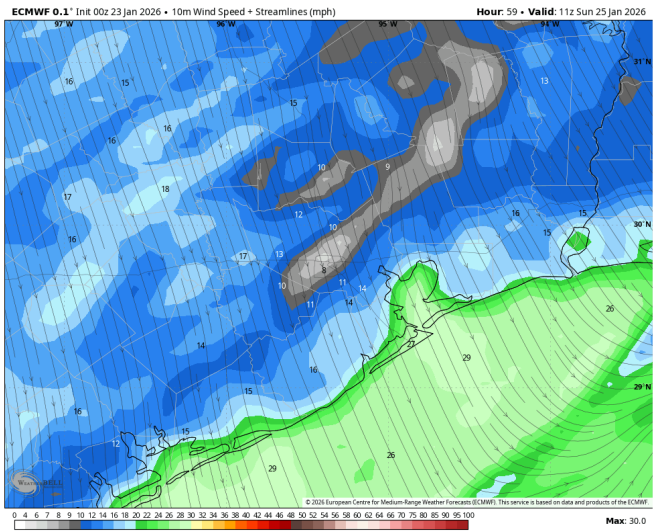 ECMWF 0.1° Init 00z 23 Jan 2026 • 10m Wind Speed + Streamlines (mph)
Hour: 59 • Valid: 11z Sun 25 Jan 2026
97°W 96°W 95°W 94°W
31°N
16 15 13
15
16 16
10 9
17 18
12 16 15 15
30°N
10
16
17 13
8
10 11 14
11 14
26
14 27
29
16
29°N
15
16
15
12
26
29
WeatherBELL
© 2026 European Centre for Medium-Range Weather Forecasts (ECMWF). This service is based on data and products of the ECMWF.
0 4 6 7 8 9 10 12 14 16 18 20 22 24 26 28 30 32 34 36 38 40 42 44 46 48 50 52 54 56 58 60 62 64 66 70 75 80 85 90 95 100
Max: 30.0